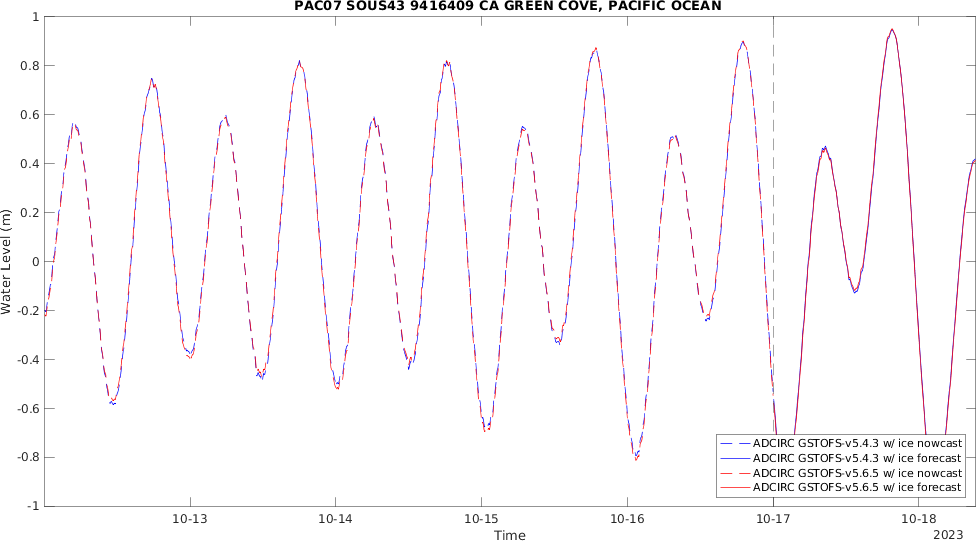 PAC07 SOUS43 9416409 CA GREEN COVE, PACIFIC OCEAN
Water Level (m)
1
0.8
0.6
0.4
0.2
0
-0.2
-0.4
-0.6
-0.8
-1
ADCIRC GSTOFS-v5.4.3 w/ ice nowcast
ADCIRC GSTOFS-v5.4.3 w/ ice forecast
ADCIRC GSTOFS-v5.6.5 w/ ice nowcast
ADCIRC GSTOFS-v5.6.5 w/ ice forecast
10-13 10-14 10-15 10-16 10-17 10-18
Time
2023